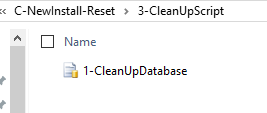 C-NewInstall-Reset > 3-CleanUpScript
Name
1-CleanUpDatabase